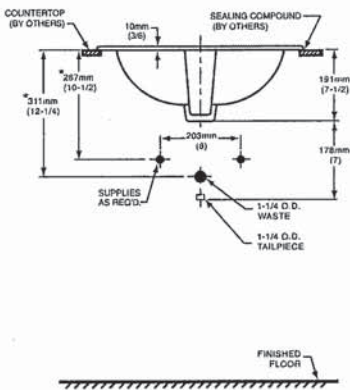 COUNTERTOP
(BY OTHERS)
10mm
(3/8)
SEALING COMPOUND
(BY OTHERS)
*
267mm
(10-1/2)
*
311mm
(12-1/4)
191mm
(7-1/2)
203mm
(8)
178mm
(7)
SUPPLIES
AS REQ'D.
1-1/4 O.D.
WASTE
1-1/4 O.D.
TAILPIECE
FINISHED
FLOOR